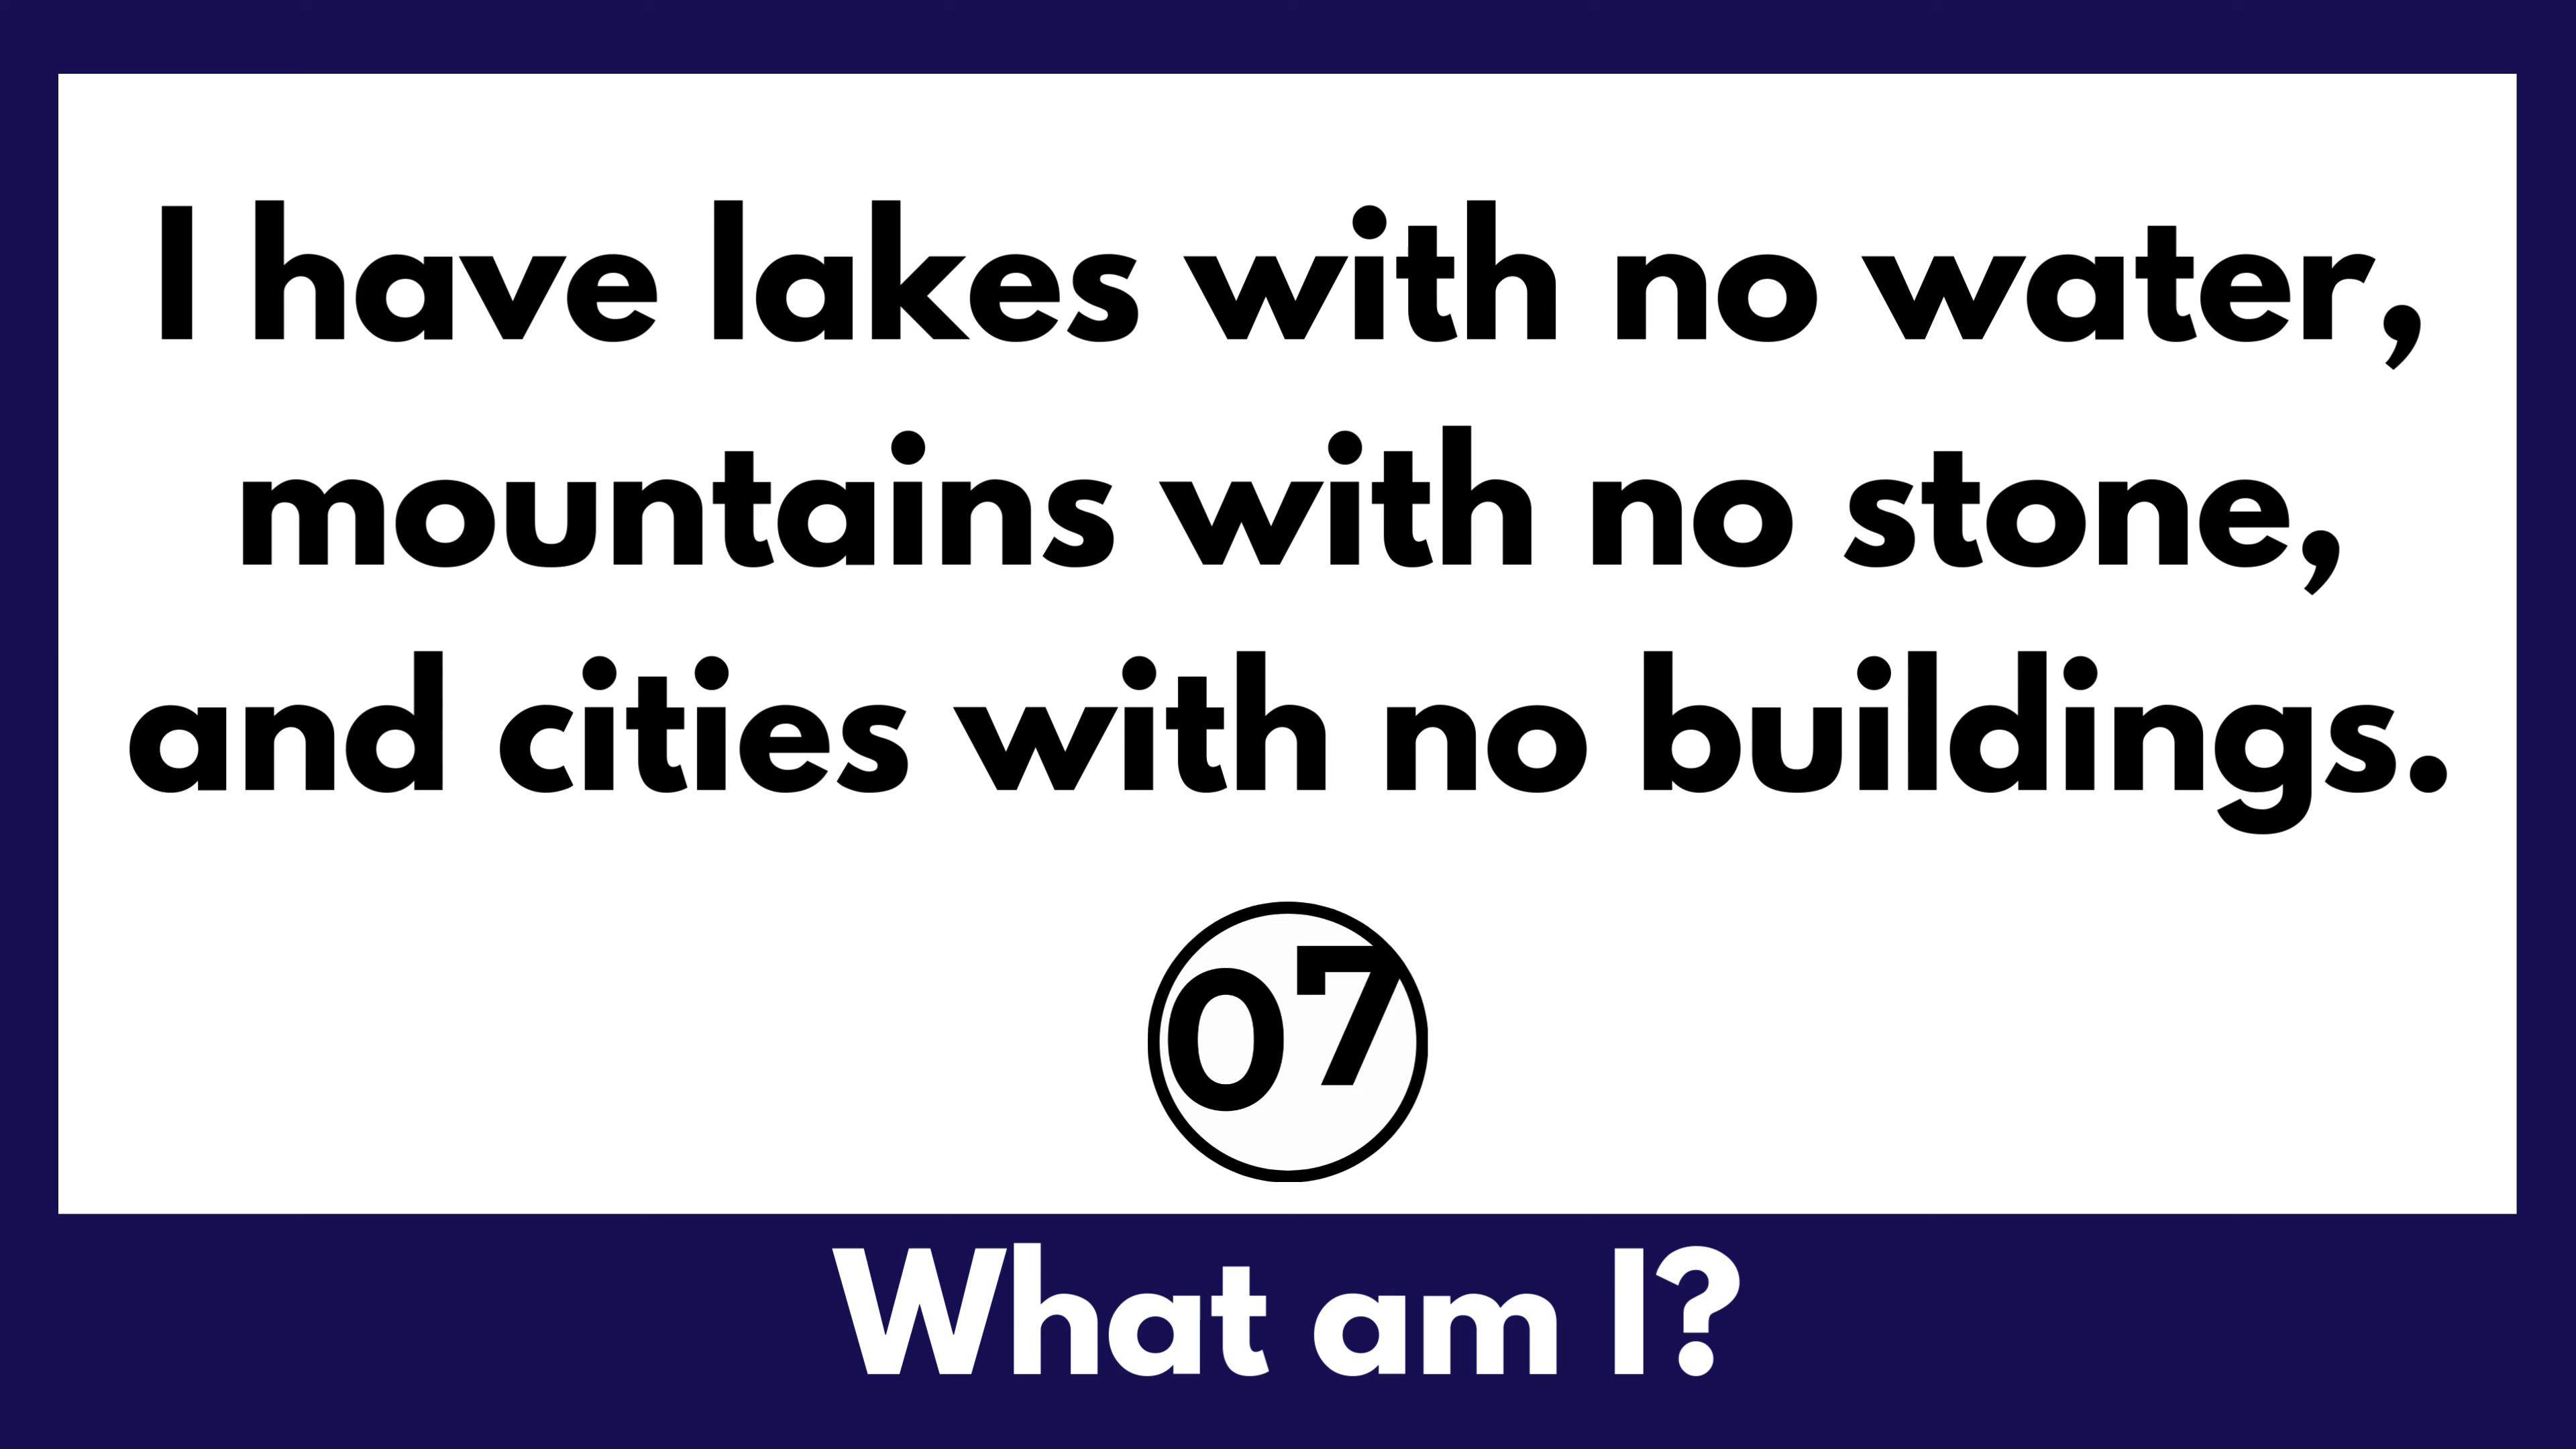 I have lakes with no water,
mountains with no stone,
and cities with no buildings.
07
What am I?